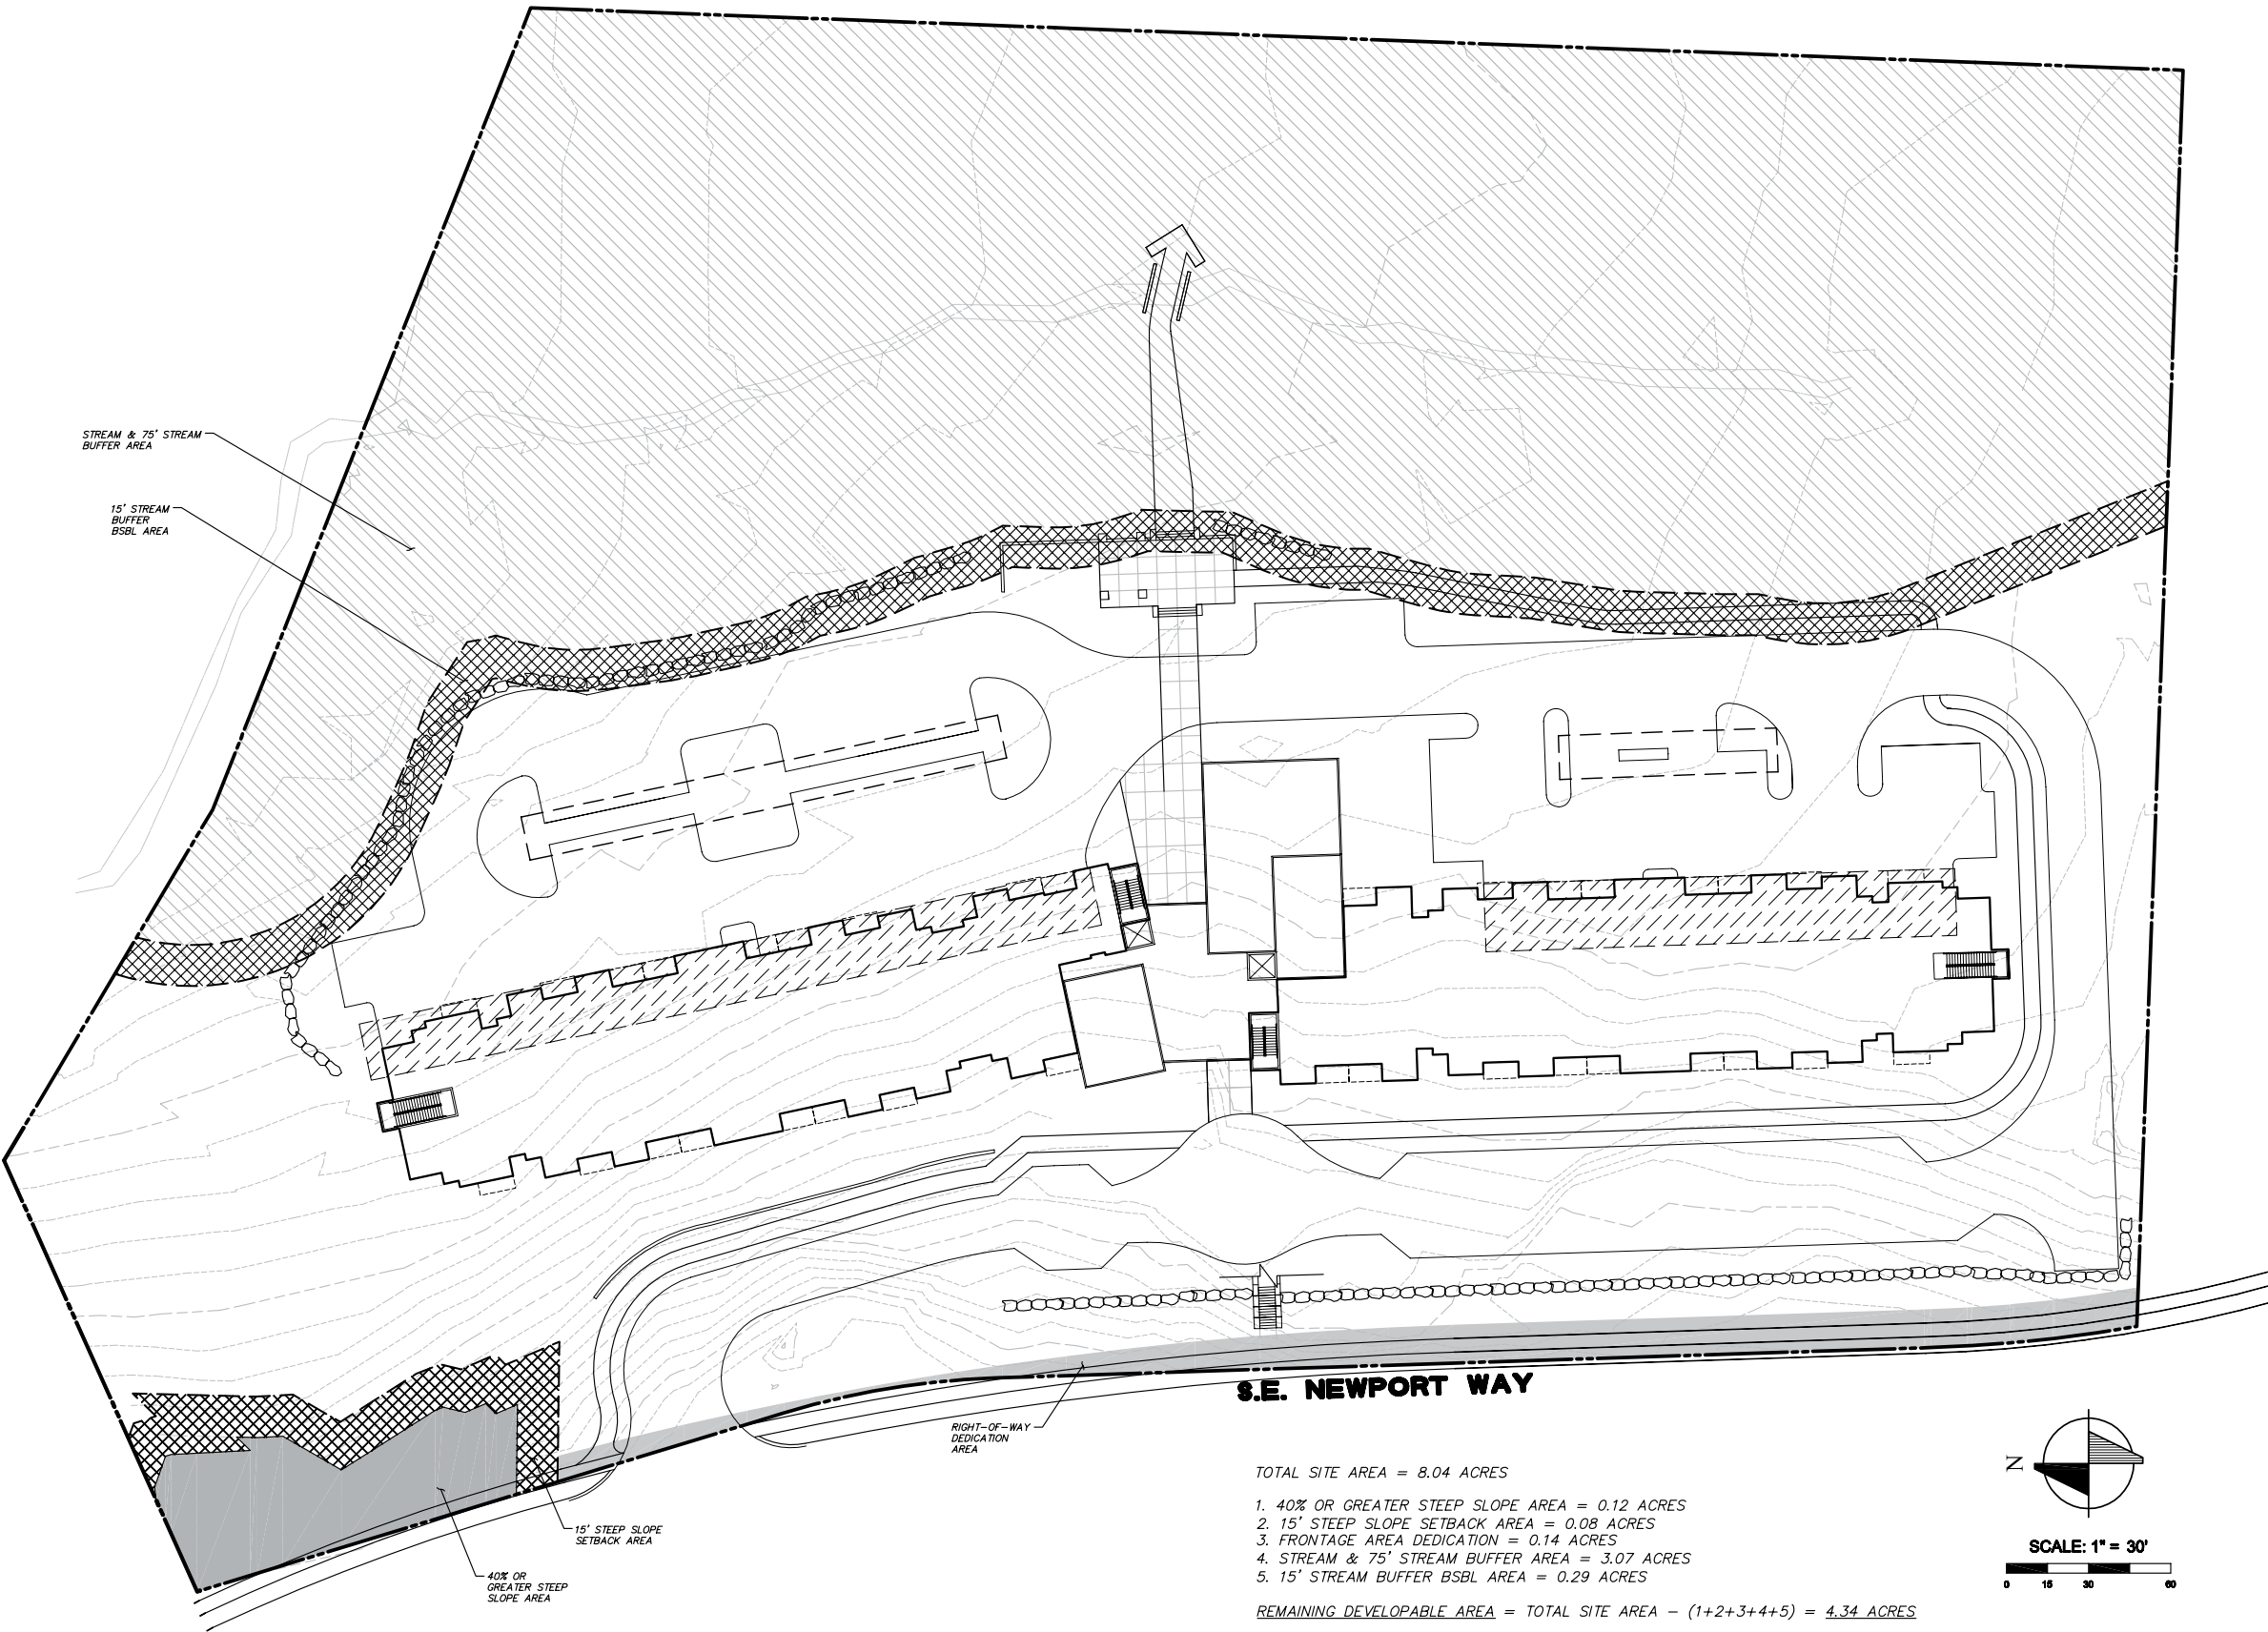 STREAM & 75' STREAM
BUFFER AREA
15' STREAM
BUFFER
BSBL AREA
S.E. NEWPORT WAY
RIGHT-OF-WAY
DEDICATION
AREA
15' STEEP SLOPE
SETBACK AREA
40% OR
GREATER STEEP
SLOPE AREA
TOTAL SITE AREA = 8.04 ACRES
1. 40% OR GREATER STEEP SLOPE AREA = 0.12 ACRES
2. 15' STEEP SLOPE SETBACK AREA = 0.08 ACRES
3. FRONTAGE AREA DEDICATION = 0.14 ACRES
4. STREAM & 75' STREAM BUFFER AREA = 3.07 ACRES
5. 15' STREAM BUFFER BSBL AREA = 0.29 ACRES
REMAINING DEVELOPABLE AREA = TOTAL SITE AREA - (1+2+3+4+5) = 4.34 ACRES
N
SCALE: 1" = 30'
0 15 30 60